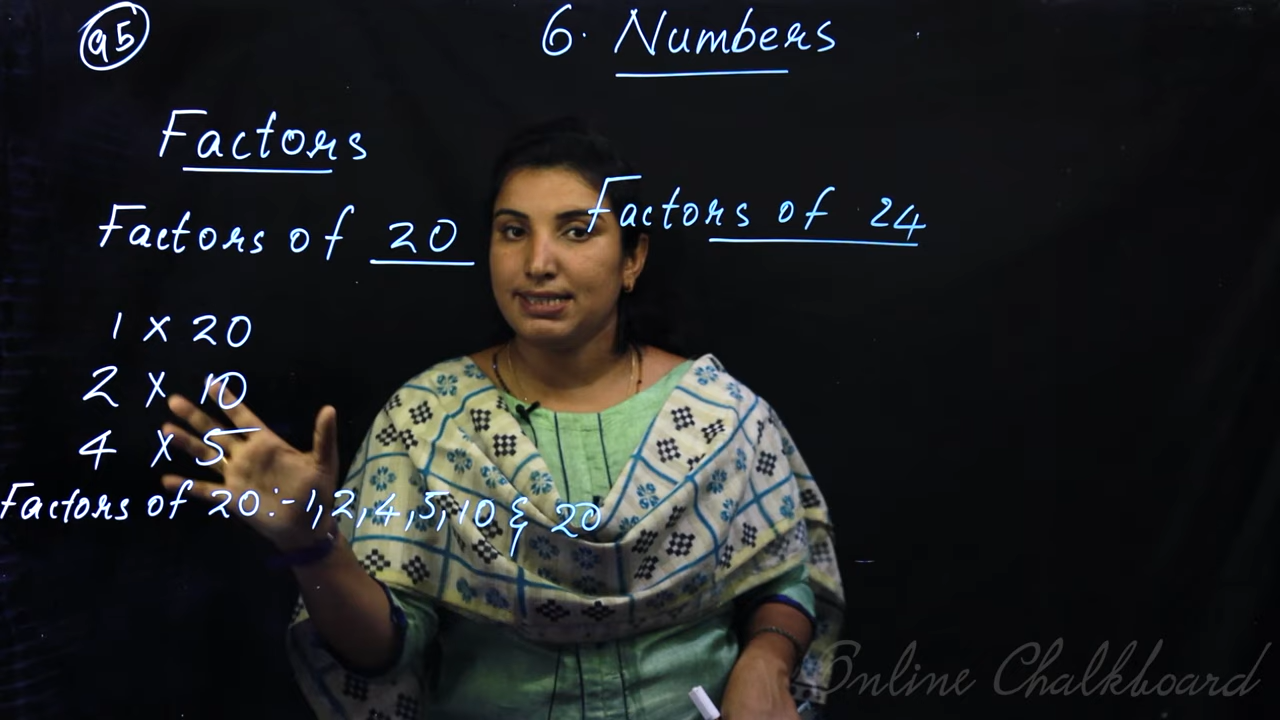 95
6. Numbers
Factors
Factors of 20
1 x 20
2 x 10
4 x 5
Factors of 20:- 1, 2, 4, 5, 10 & 20
Factors of 24
Online Chalkboard